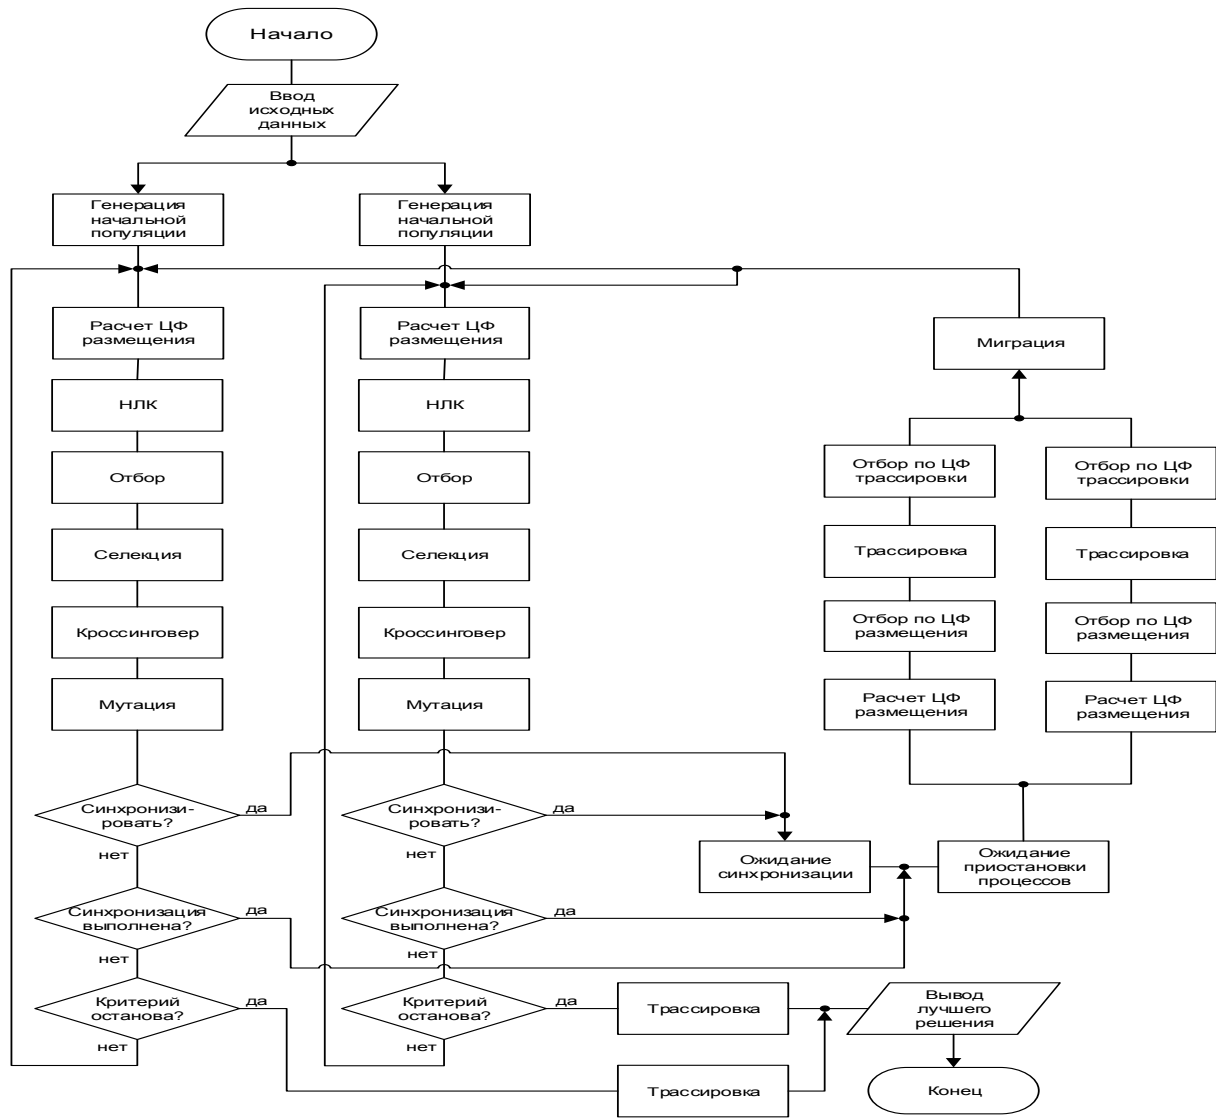 Начало
Ввод
исходных
данных
Генерация
начальной
популяции
Генерация
начальной
популяции
Расчет ЦФ
размещения
Расчет ЦФ
размещения
Миграция
НЛК
НЛК
Отбор
Отбор
Отбор по ЦФ
трассировки
Отбор по ЦФ
трассировки
Селекция
Селекция
Трассировка
Трассировка
Кроссинговер
Кроссинговер
Отбор по ЦФ
размещения
Отбор по ЦФ
размещения
Мутация
Мутация
Расчет ЦФ
размещения
Расчет ЦФ
размещения
Синхронизи-
ровать?
да
нет
Синхронизи-
ровать?
да
нет
Ожидание
синхронизации
Ожидание
приостановки
процессов
Синхронизация
выполнена?
да
нет
Синхронизация
выполнена?
да
нет
Критерий
останова?
да
нет
Критерий
останова?
да
нет
Трассировка
Вывод
лучшего
решения
Трассировка
Конец